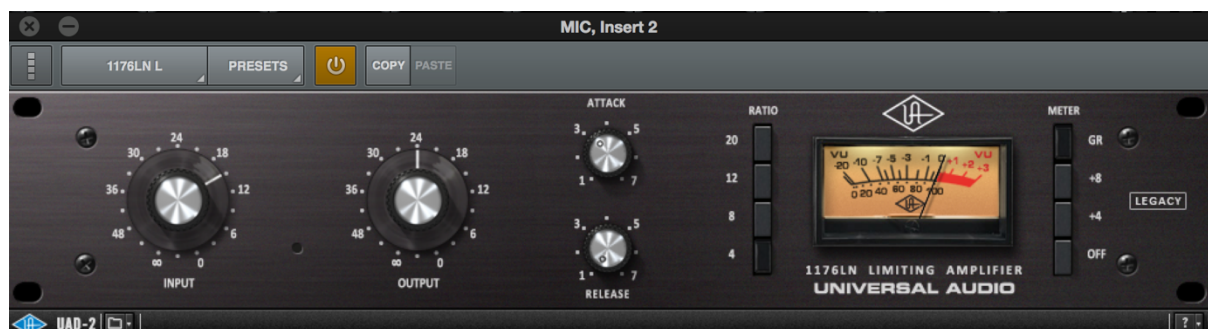 MIC, Insert 2
1176LN L
PRESETS
COPY
PASTE
24
30 18
36 12
48 6
∞ 0
INPUT
24
30 18
36 12
48 6
∞ 0
OUTPUT
ATTACK
3 5
1 7
3 5
1 7
RELEASE
RATIO
20
12
8
4
UA
VU VU
-20 -10 -7 -5 -3 -1 0 +1 +2 +3
0 20 40 60 80 100
1176LN LIMITING AMPLIFIER
UNIVERSAL AUDIO
METER
GR
+8
+4
OFF
LEGACY
UAD-2
?